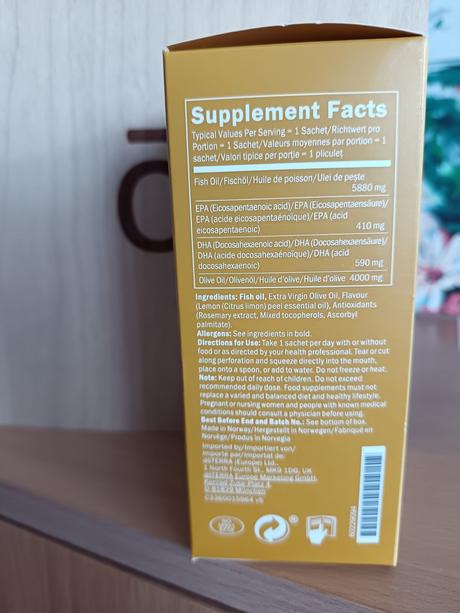 Supplement Facts
Typical Values Per Serving = 1 Sachet/Richtwert pro
Portion = 1 Sachet/Valeurs moyennes par portion = 1
sachet/Valori tipice per porție = 1 pliculeț
Fish Oil/Fischöl/Huile de poisson/Ulei de pește
5880 mg
EPA (Eicosapentaenoic acid)/EPA (Eicosapentaensäure)/
EPA (acide eicosapentaénoïque)/EPA (acid
eicosapentaenoic) 410 mg
DHA (Docosahexaenoic acid)/DHA (Docosahexaensäure)/
DHA (acide docosahexaénoïque)/DHA (acid
docosahexaenoic) 590 mg
Olive Oil/Olivenöl/Huile d'olive/Huile d'olive 4000 mg
Ingredients: Fish oil, Extra Virgin Olive Oil, Flavour
(Lemon (Citrus limon) peel essential oil), Antioxidants
(Rosemary extract, Mixed tocopherols, Ascorbyl
palmitate).
Allergens: See ingredients in bold.
Directions for Use: Take 1 sachet per day with or without
food or as directed by your health professional. Tear or cut
along perforation and squeeze directly into the mouth,
place onto a spoon, or add to water. Do not freeze or heat.
Note: Keep out of reach of children. Do not exceed
recommended daily dose. Food supplements must not
replace a varied and balanced diet and healthy lifestyle.
Pregnant or nursing women and people with known medical
conditions should consult a physician before using.
Best Before End and Batch No.: See bottom of box.
Made in Norway/Hergestellt in Norwegen/Fabriqué en
Norvège/Produs in Norvegia
Imported by/Importiert von/
Importé par/Importat de:
dōTERRA (Europe) Ltd.,
1 North Fourth St., MK9 1DG, UK
dōTERRA Europe Marketing GmbH,
Konrad-Zuse-Platz 4,
D-81829 München
60229094